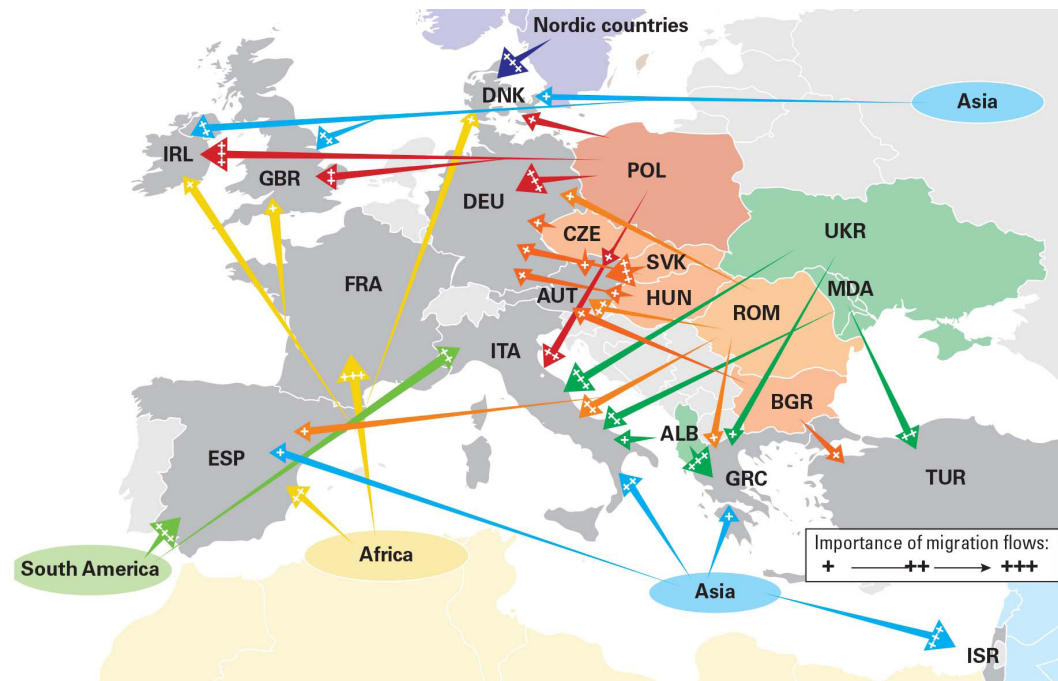 Nordic countries
DNK
Asia
IRL
GBR
POL
DEU
CZE
UKR
SVK
FRA
AUT
HUN
MDA
ROM
ITA
BGR
ALB
ESP
GRC
TUR
Importance of migration flows:
+ ++ +++
South America
Africa
Asia
ISR